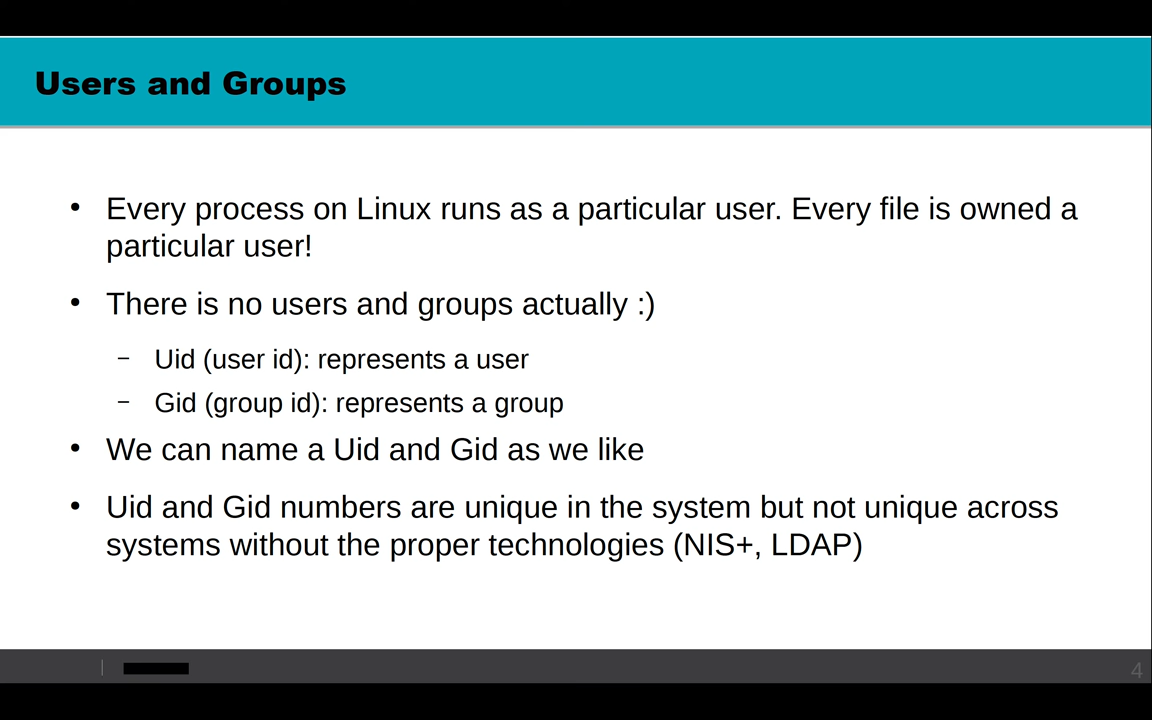 Users and Groups
• Every process on Linux runs as a particular user. Every file is owned a
particular user!
• There is no users and groups actually :)
– Uid (user id): represents a user
– Gid (group id): represents a group
• We can name a Uid and Gid as we like
• Uid and Gid numbers are unique in the system but not unique across
systems without the proper technologies (NIS+, LDAP)
4